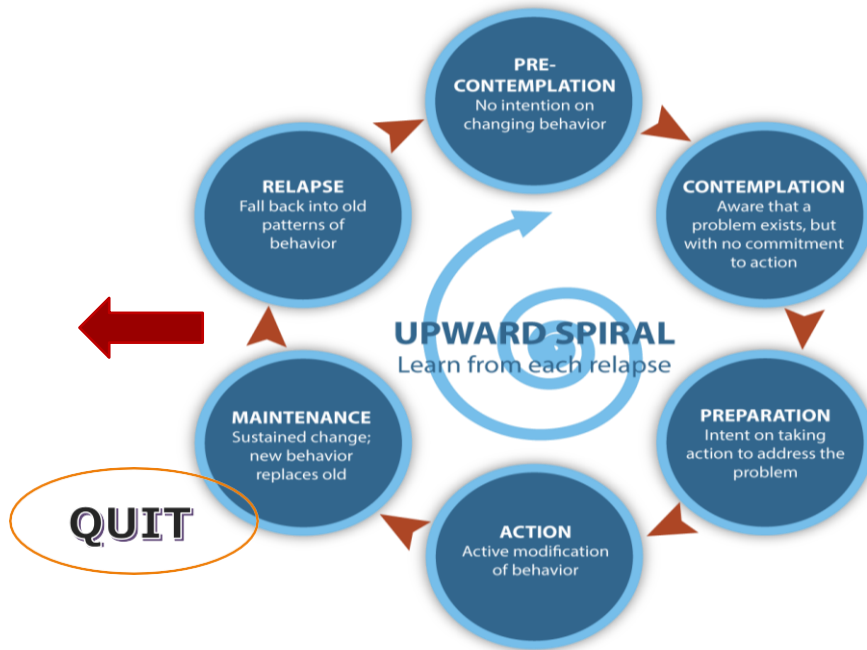 PRE-
CONTEMPLATION
No intention on
changing behavior
CONTEMPLATION
Aware that a
problem exists, but
with no commitment
to action
PREPARATION
Intent on taking
action to address the
problem
ACTION
Active modification
of behavior
MAINTENANCE
Sustained change;
new behavior
replaces old
RELAPSE
Fall back into old
patterns of
behavior
UPWARD SPIRAL
Learn from each relapse
QUIT